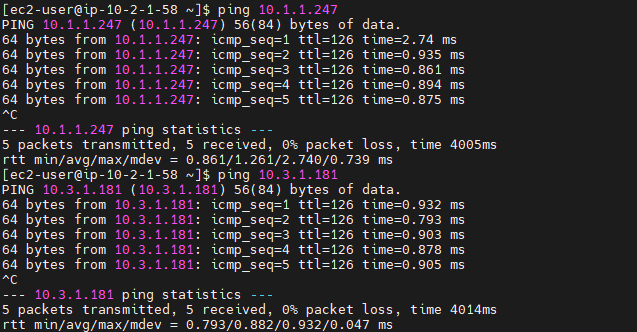 [ec2-user@ip-10-2-1-58 ~]$ ping 10.1.1.247
PING 10.1.1.247 (10.1.1.247) 56(84) bytes of data.
64 bytes from 10.1.1.247: icmp_seq=1 ttl=126 time=2.74 ms
64 bytes from 10.1.1.247: icmp_seq=2 ttl=126 time=0.935 ms
64 bytes from 10.1.1.247: icmp_seq=3 ttl=126 time=0.861 ms
64 bytes from 10.1.1.247: icmp_seq=4 ttl=126 time=0.894 ms
64 bytes from 10.1.1.247: icmp_seq=5 ttl=126 time=0.875 ms
^C
--- 10.1.1.247 ping statistics ---
5 packets transmitted, 5 received, 0% packet loss, time 4005ms
rtt min/avg/max/mdev = 0.861/1.261/2.740/0.739 ms
[ec2-user@ip-10-2-1-58 ~]$ ping 10.3.1.181
PING 10.3.1.181 (10.3.1.181) 56(84) bytes of data.
64 bytes from 10.3.1.181: icmp_seq=1 ttl=126 time=0.932 ms
64 bytes from 10.3.1.181: icmp_seq=2 ttl=126 time=0.793 ms
64 bytes from 10.3.1.181: icmp_seq=3 ttl=126 time=0.903 ms
64 bytes from 10.3.1.181: icmp_seq=4 ttl=126 time=0.878 ms
64 bytes from 10.3.1.181: icmp_seq=5 ttl=126 time=0.905 ms
^C
--- 10.3.1.181 ping statistics ---
5 packets transmitted, 5 received, 0% packet loss, time 4014ms
rtt min/avg/max/mdev = 0.793/0.882/0.932/0.047 ms